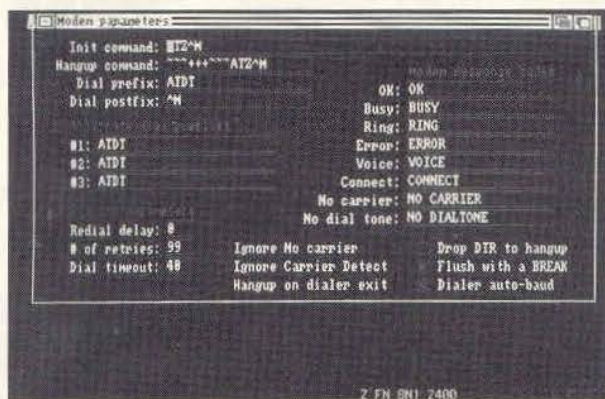 Modem parameters
Init command: ATZ^M
Hangup command: ~~~+++~~~ATZ^M
Dial prefix: ATDT
Dial postfix: ^M
Modem response codes
OK: OK
Busy: BUSY
Ring: RING
Error: ERROR
Voice: VOICE
Connect: CONNECT
No carrier: NO CARRIER
No dial tone: NO DIALTONE
#1: ATDT
#2: ATDT
#3: ATDT
Redial delay: 0
# of retries: 99
Dial timeout: 40
Ignore No carrier
Ignore Carrier Detect
Hangup on dialer exit
Drop DTR to hangup
Flush with a BREAK
Dialer auto-baud
8N1 2400